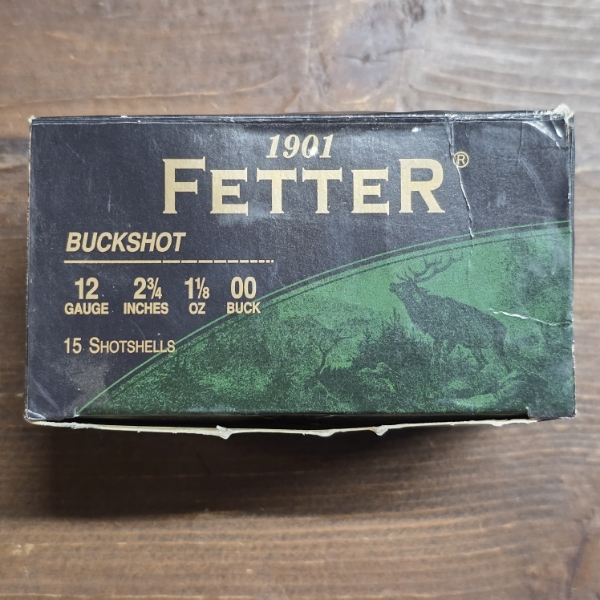 1901
FETTER®
BUCKSHOT
12 2¾ 1⅛ 00
GAUGE INCHES OZ BUCK
15 SHOTSHELLS